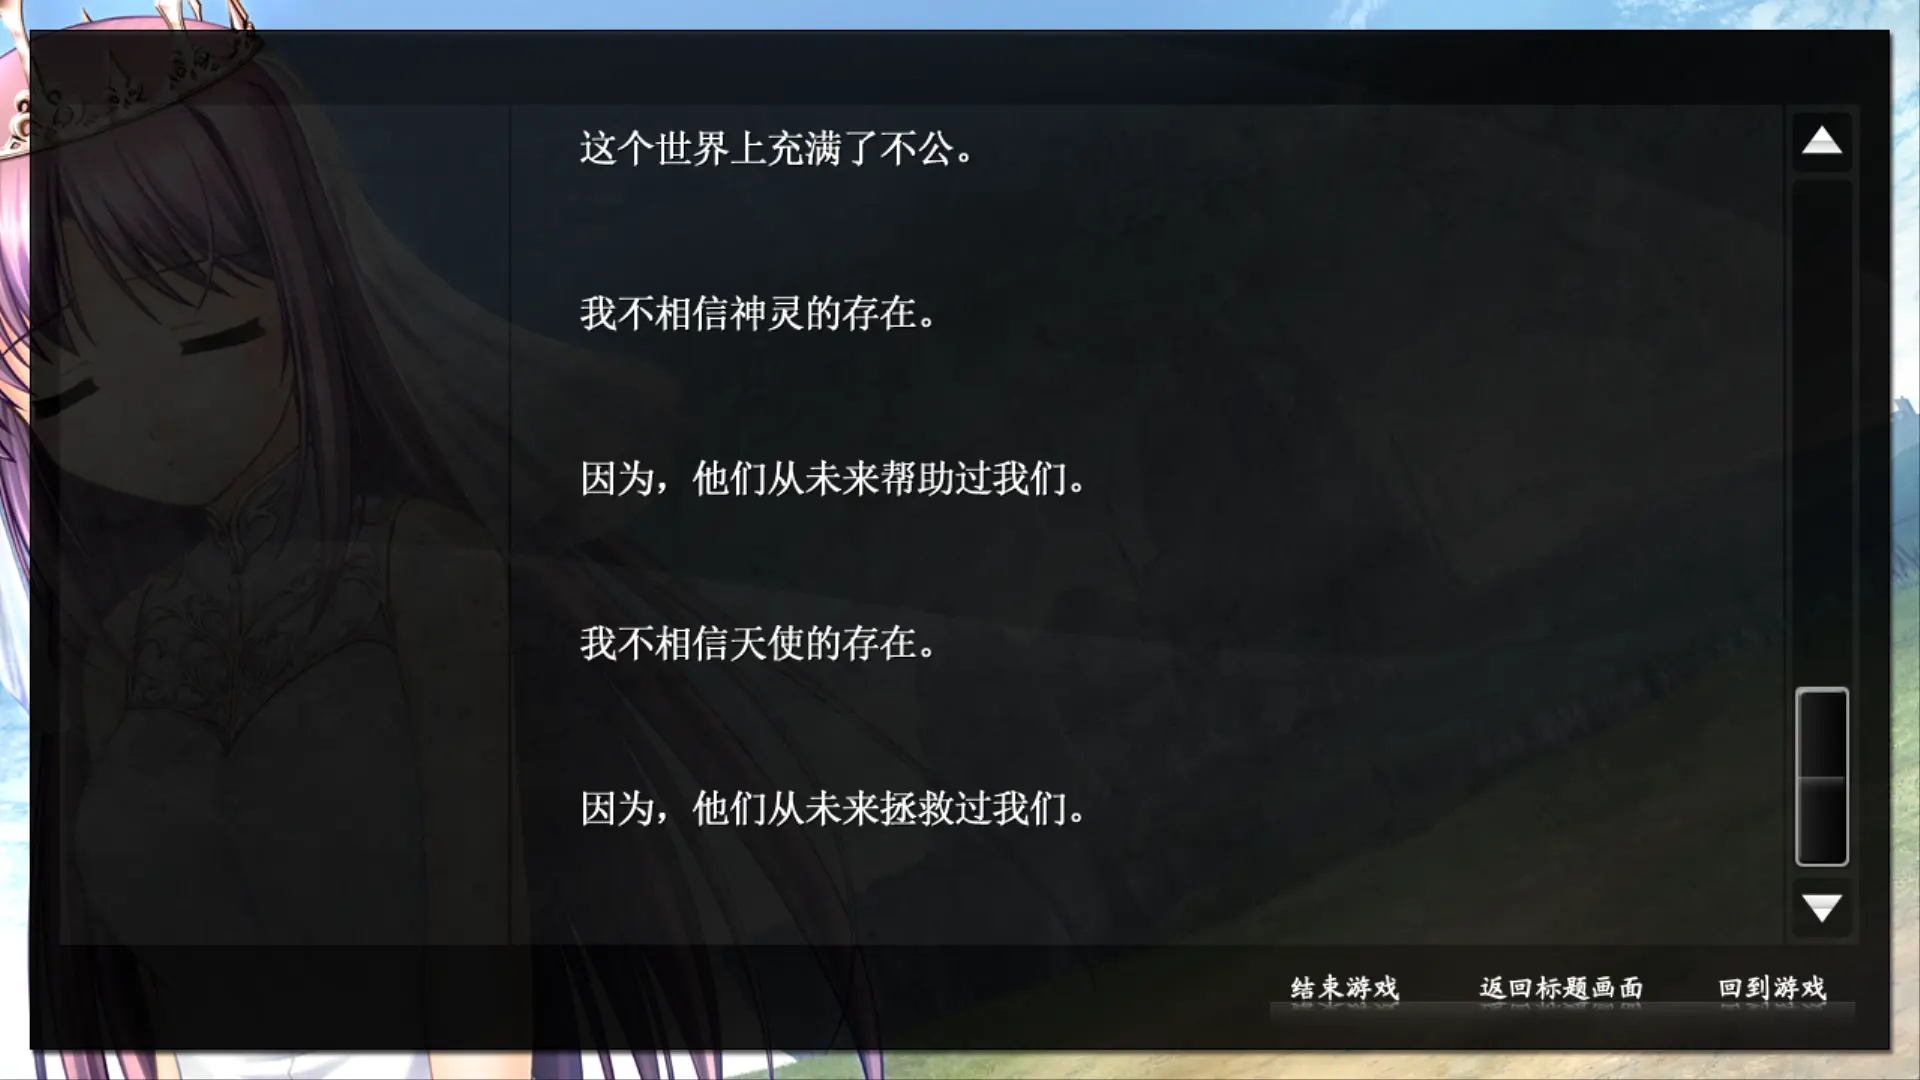 这个世界上充满了不公。
我不相信神灵的存在。
因为，他们从未来帮助过我们。
我不相信天使的存在。
因为，他们从未来拯救过我们。
结束游戏 返回标题画面 回到游戏